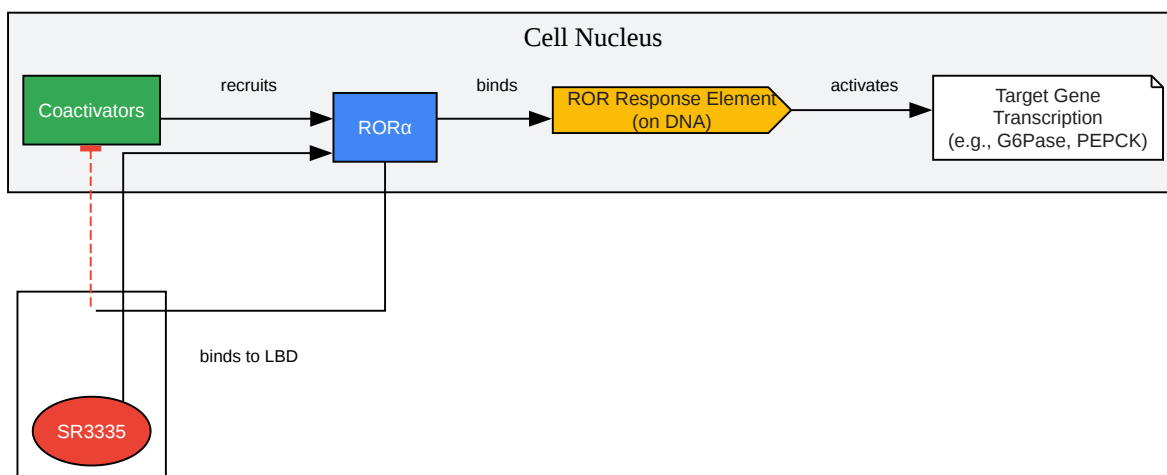 Cell Nucleus
Coactivators
recruits
RORα
binds
ROR Response Element
(on DNA)
activates
Target Gene
Transcription
(e.g., G6Pase, PEPCK)
binds to LBD
SR3335